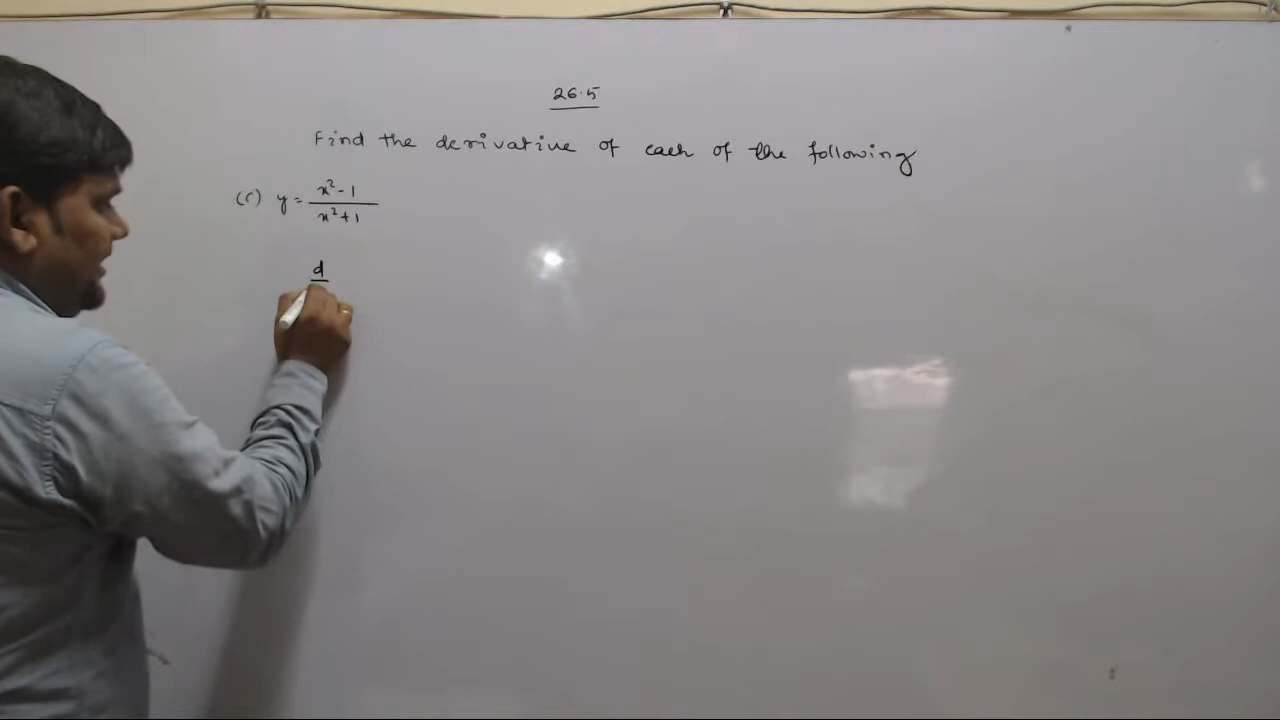 26.5
Find the derivative of each of the following
(c) y = x²-1 / x²+1
d